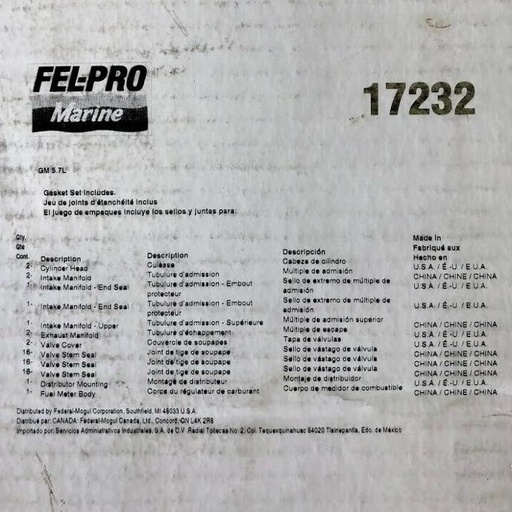 FEL-PRO
Marine
17232
GM 5.7L
Gasket Set Includes.
Jeu de joints d'étanchéité inclus
El juego de empaques incluye los sellos y juntas para:
Qty. Made In
Qte Fabriqué aux
Cant. Description Description Descripción Hecho en
2- Cylinder Head Culasse Cabeza de cilindro U.S.A. / É.-U / E.U.A.
2- Intake Manifold Tubulure d'admission Múltiple de admisión CHINA / CHINE / CHINA
1- Intake Manifold - End Seal Tubulure d'admission - Embout Sello de extremo de múltiple de U.S.A. / É.-U / E.U.A.
protecteur admisión
1- Intake Manifold - End Seal Tubulure d'admission - Embout Sello de extremo de múltiple de U.S.A. / É.-U / E.U.A.
protecteur admisión
1- Intake Manifold - Upper Tubulure d'admission - Supérieure Múltiple de admisión superior CHINA / CHINE / CHINA
2- Exhaust Manifold Tubulure d'échappement Múltiple de escape U.S.A. / É.-U / E.U.A.
2- Valve Cover Couvercle de soupapes Tapa de válvulas U.S.A. / É.-U / E.U.A.
16- Valve Stem Seal Joint de tige de soupape Sello de vástago de válvula CHINA / CHINE / CHINA
16- Valve Stem Seal Joint de tige de soupape Sello de vástago de válvula CHINA / CHINE / CHINA
16- Valve Stem Seal Joint de tige de soupape Sello de vástago de válvula CHINA / CHINE / CHINA
1- Distributor Mounting Montage de distributeur Montaje de distribuidor U.S.A. / É.-U / E.U.A.
1- Fuel Meter Body Corps du régulateur de carburant Cuerpo de medidor de combustible CHINA / CHINE / CHINA
Distributed by Federal-Mogul Corporation, Southfield, MI 48033 U.S.A.
Distribué par: CANADA: Federal-Mogul Canada, Ltd., Concord, ON L4K 2R8
Importado por: Servicios Administrativos Industriales, S.A. de C.V. Radial Toltecas No. 2, Col. Tequexquinahuac 54020 Tlalnepantla, Edo. de México